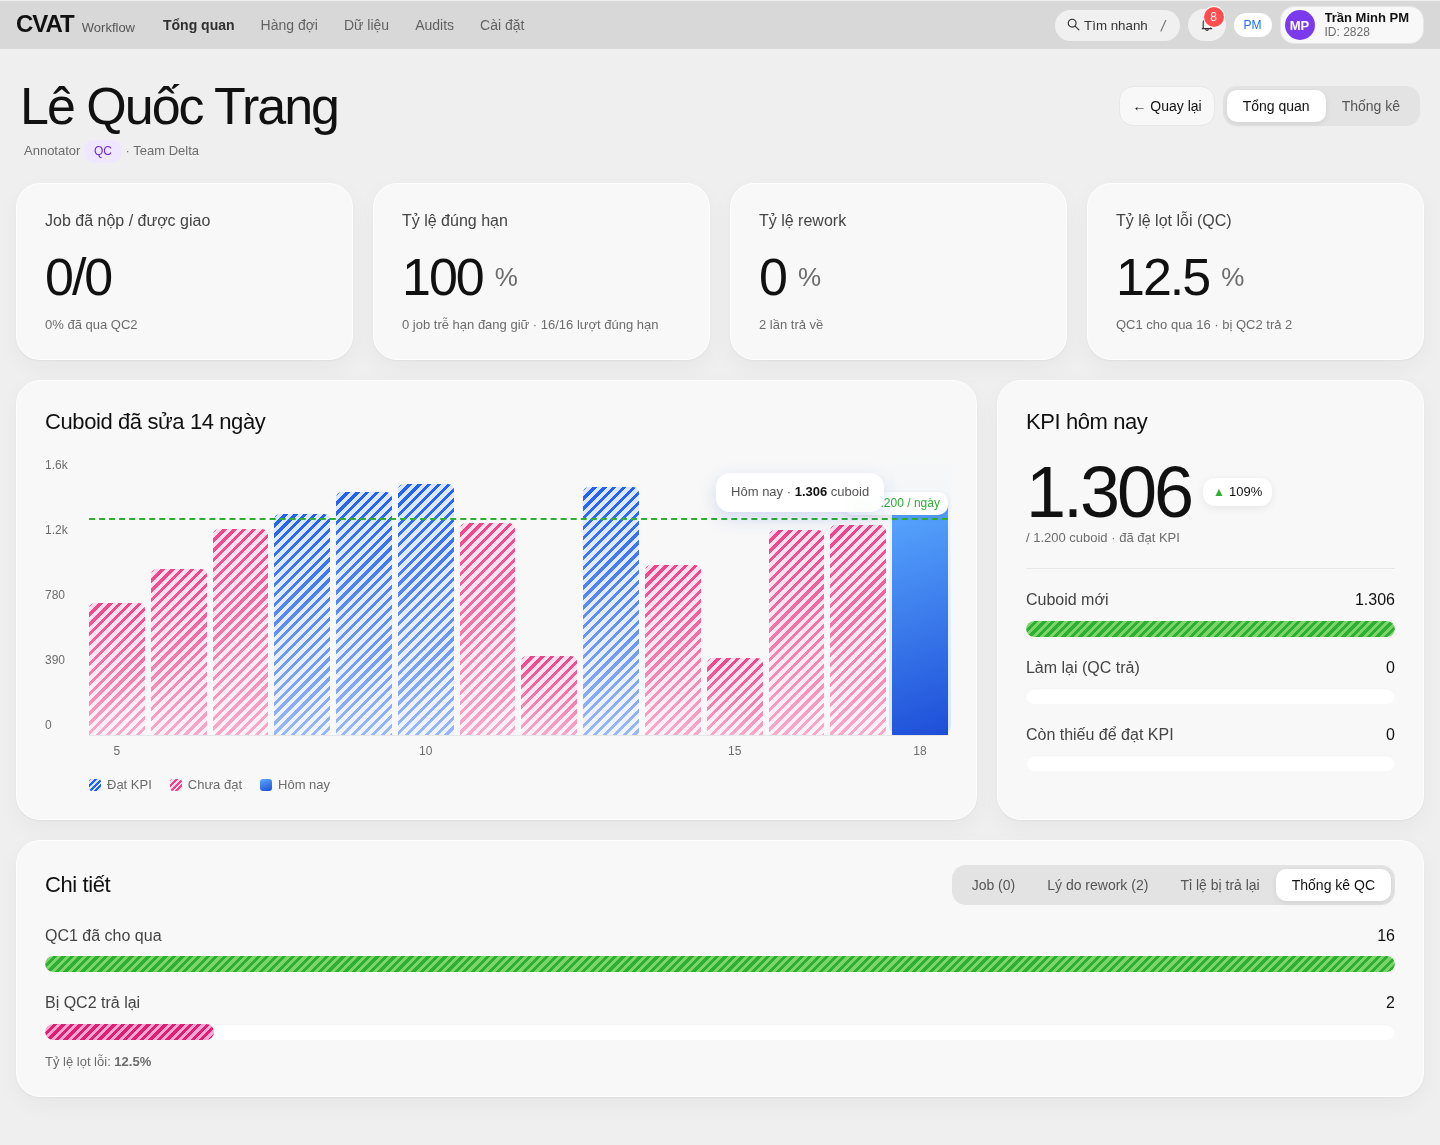 CVAT Workflow Tổng quan Hàng đợi Dữ liệu Audits Cài đặt Tìm nhanh / 8 PM MP Trần Minh PM
ID: 2828
Lê Quốc Trang
← Quay lại Tổng quan Thống kê
Annotator QC · Team Delta
Job đã nộp / được giao
0/0
0% đã qua QC2
Tỷ lệ đúng hạn
100 %
0 job trễ hạn đang giữ · 16/16 lượt đúng hạn
Tỷ lệ rework
0 %
2 lần trả về
Tỷ lệ lọt lỗi (QC)
12.5 %
QC1 cho qua 16 · bị QC2 trả 2
Cuboid đã sửa 14 ngày
1.6k
1.2k
780
390
0
Hôm nay · 1.306 cuboid
.200 / ngày
5 10 15 18
Đạt KPI Chưa đạt Hôm nay
KPI hôm nay
1.306 ▲ 109%
/ 1.200 cuboid · đã đạt KPI
Cuboid mới 1.306
Làm lại (QC trả) 0
Còn thiếu để đạt KPI 0
Chi tiết
Job (0) Lý do rework (2) Tỉ lệ bị trả lại Thống kê QC
QC1 đã cho qua 16
Bị QC2 trả lại 2
Tỷ lệ lọt lỗi: 12.5%